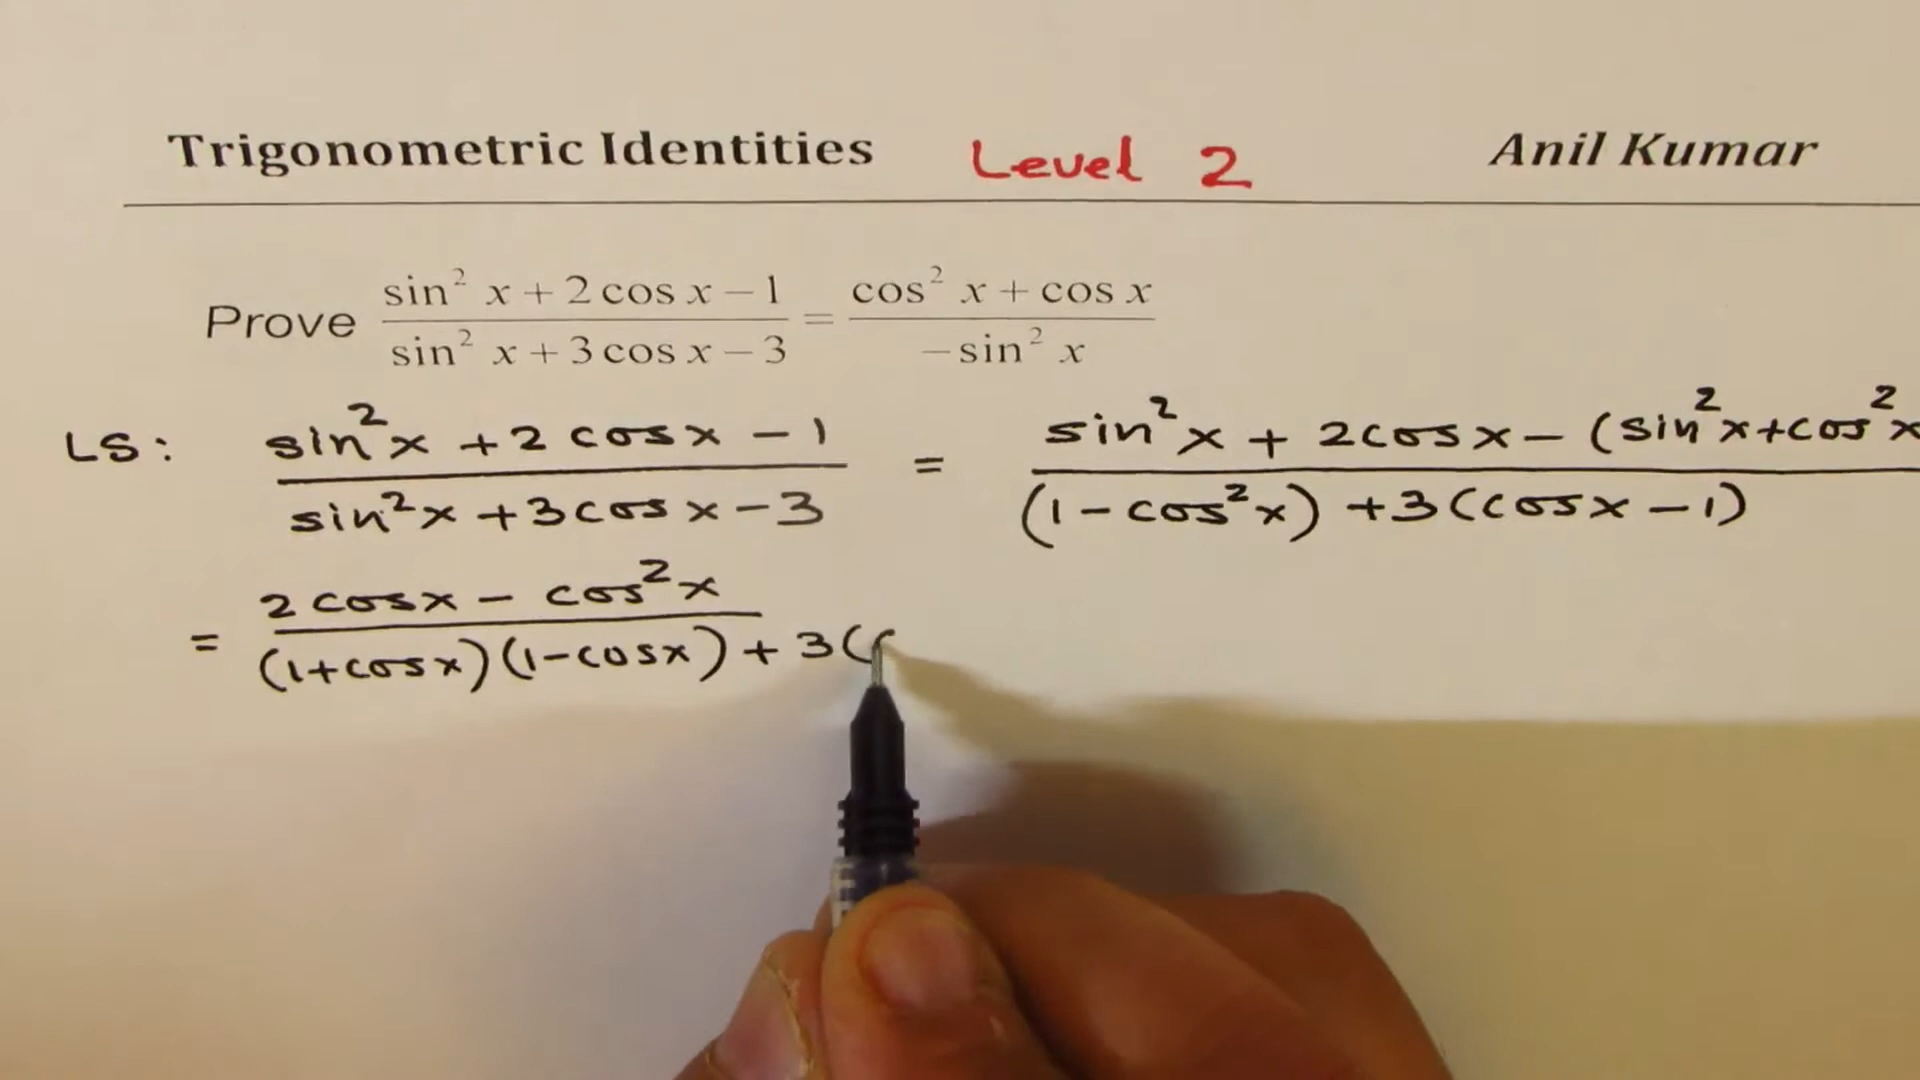 Trigonometric Identities Level 2 Anil Kumar
Prove (sin² x + 2 cos x − 1)/(sin² x + 3 cos x − 3) = (cos² x + cos x)/(− sin² x)
LS: (sin²x + 2 cosx − 1)/(sin²x + 3cosx − 3) = (sin²x + 2cosx − (sin²x + cos²x)/((1 − cos²x) + 3(cosx − 1))
= (2cosx − cos²x)/((1+cosx)(1−cosx) + 3(